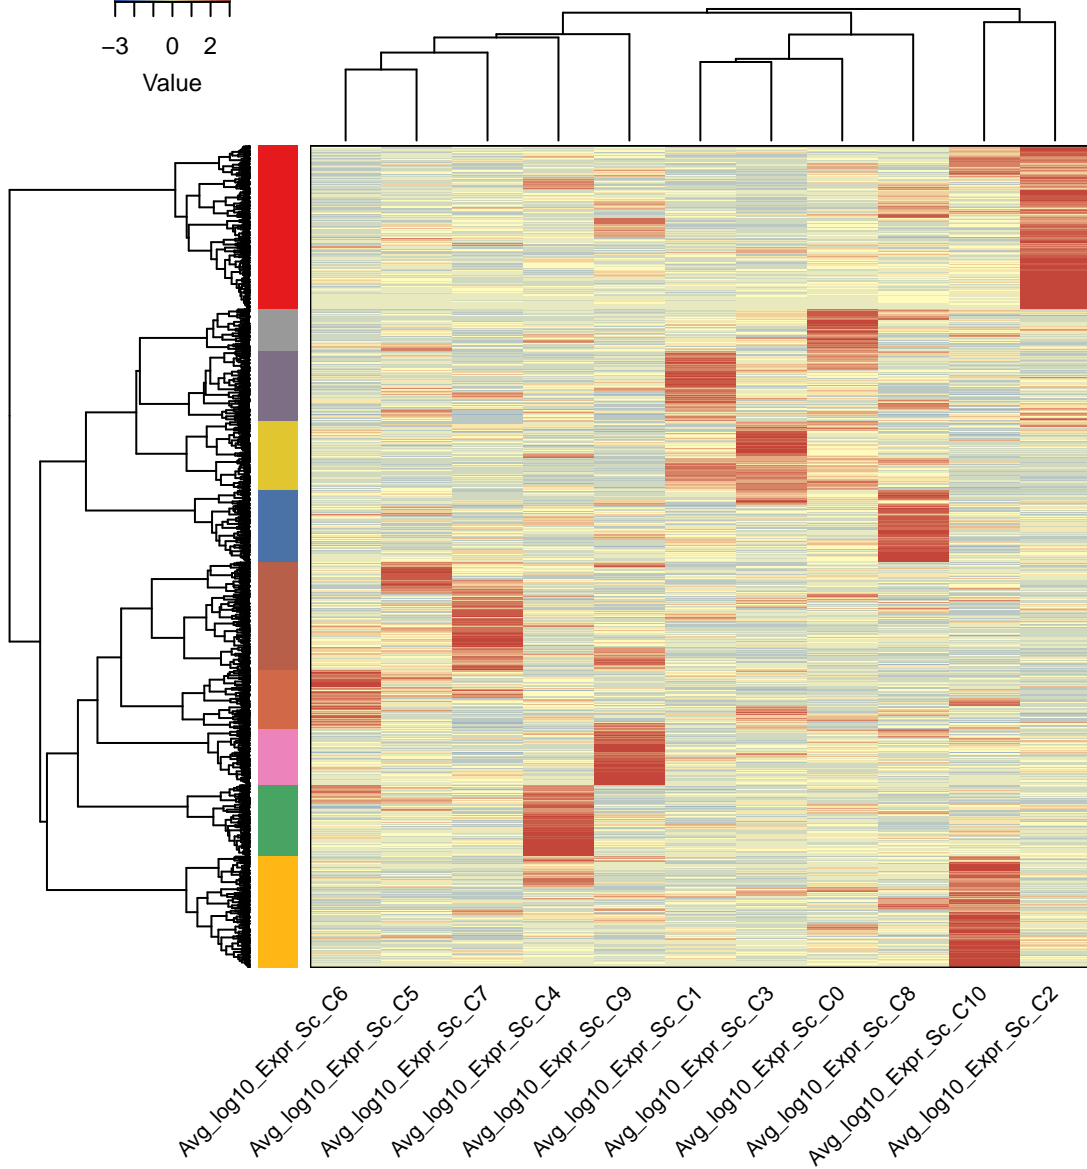 −3 0 2
Value
Avg_log10_Expr_Sc_C6
Avg_log10_Expr_Sc_C5
Avg_log10_Expr_Sc_C7
Avg_log10_Expr_Sc_C4
Avg_log10_Expr_Sc_C9
Avg_log10_Expr_Sc_C1
Avg_log10_Expr_Sc_C3
Avg_log10_Expr_Sc_C0
Avg_log10_Expr_Sc_C8
Avg_log10_Expr_Sc_C10
Avg_log10_Expr_Sc_C2